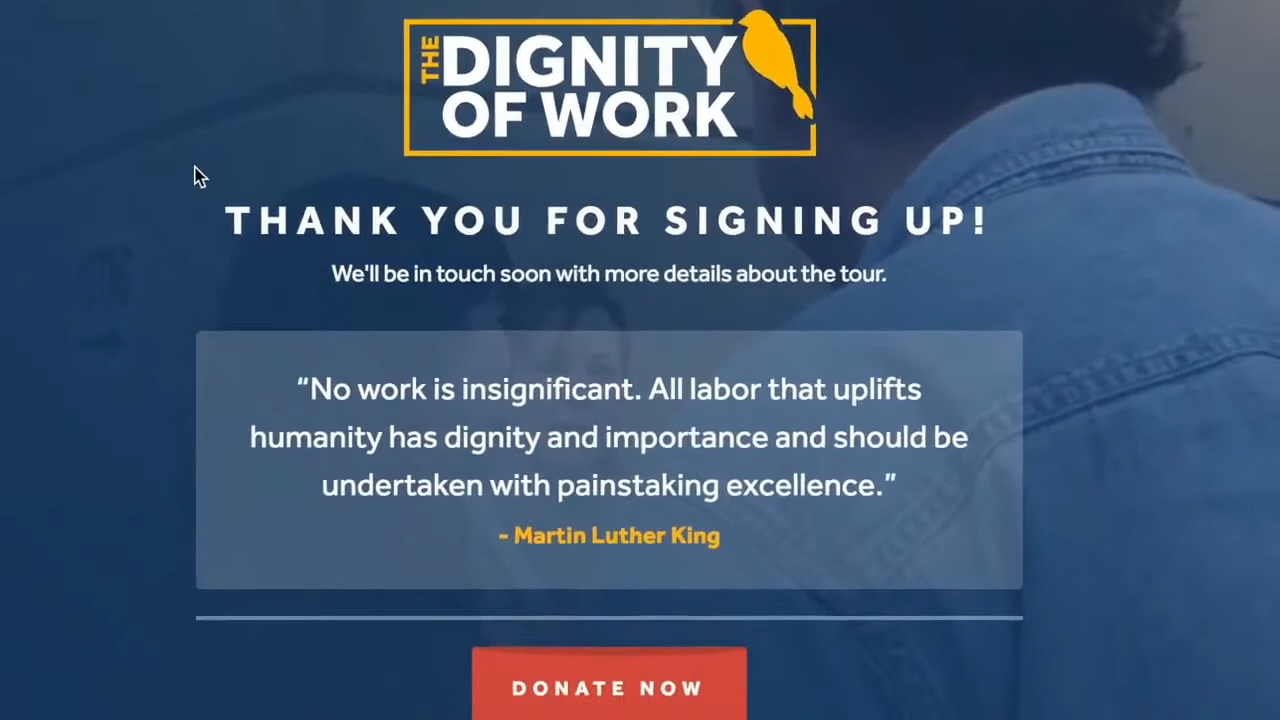 THE
DIGNITY
OF WORK
THANK YOU FOR SIGNING UP!
We'll be in touch soon with more details about the tour.
“No work is insignificant. All labor that uplifts
humanity has dignity and importance and should be
undertaken with painstaking excellence.”
- Martin Luther King
DONATE NOW